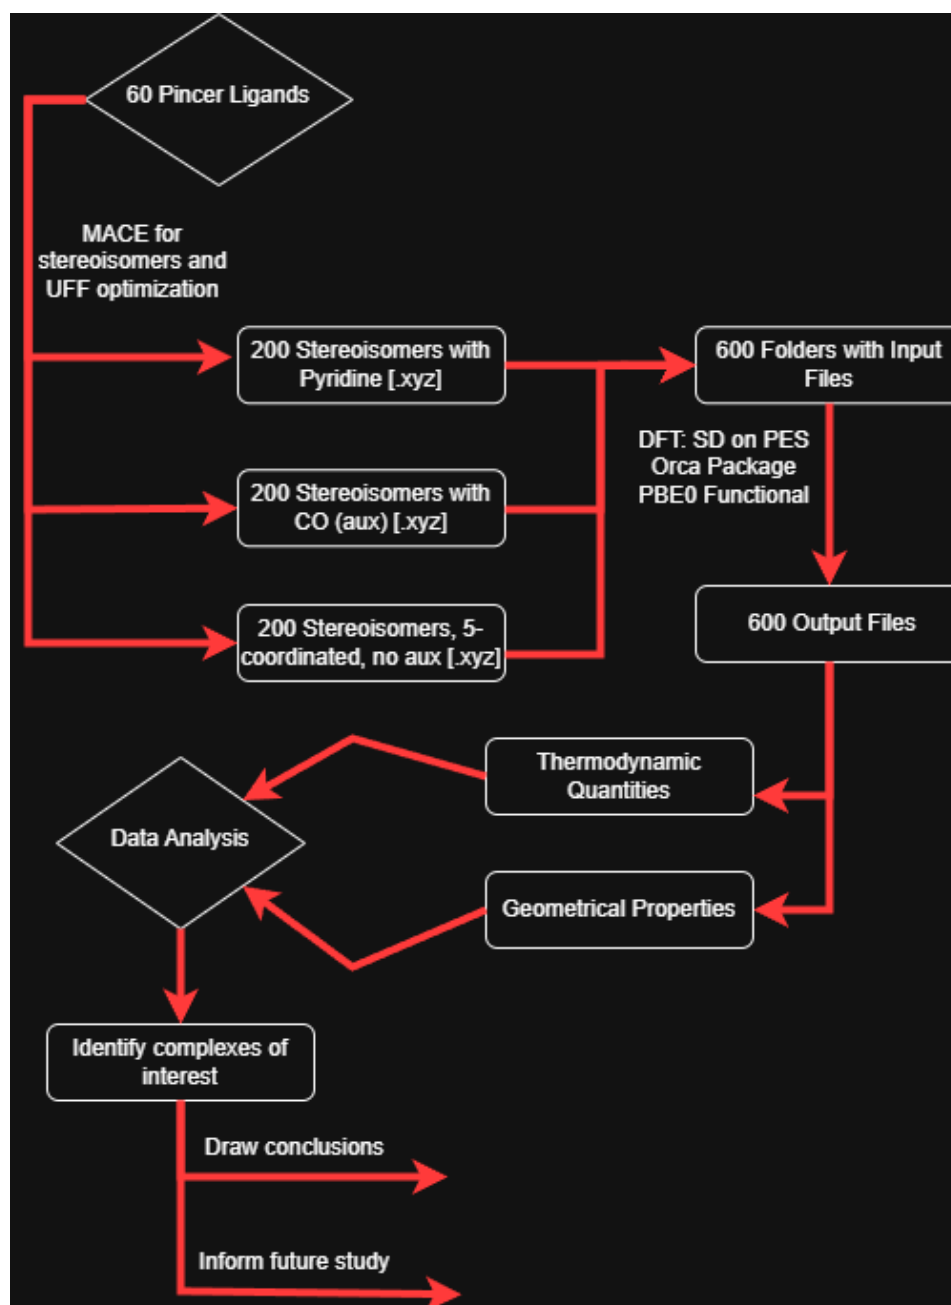 60 Pincer Ligands
MACE for
stereoisomers and
UFF optimization
200 Stereoisomers with
Pyridine [.xyz]
600 Folders with Input
Files
DFT: SD on PES
Orca Package
PBE0 Functional
200 Stereoisomers with
CO (aux) [.xyz]
200 Stereoisomers, 5-
coordinated, no aux [.xyz]
600 Output Files
Thermodynamic
Quantities
Data Analysis
Geometrical Properties
Identify complexes of
interest
Draw conclusions
Inform future study